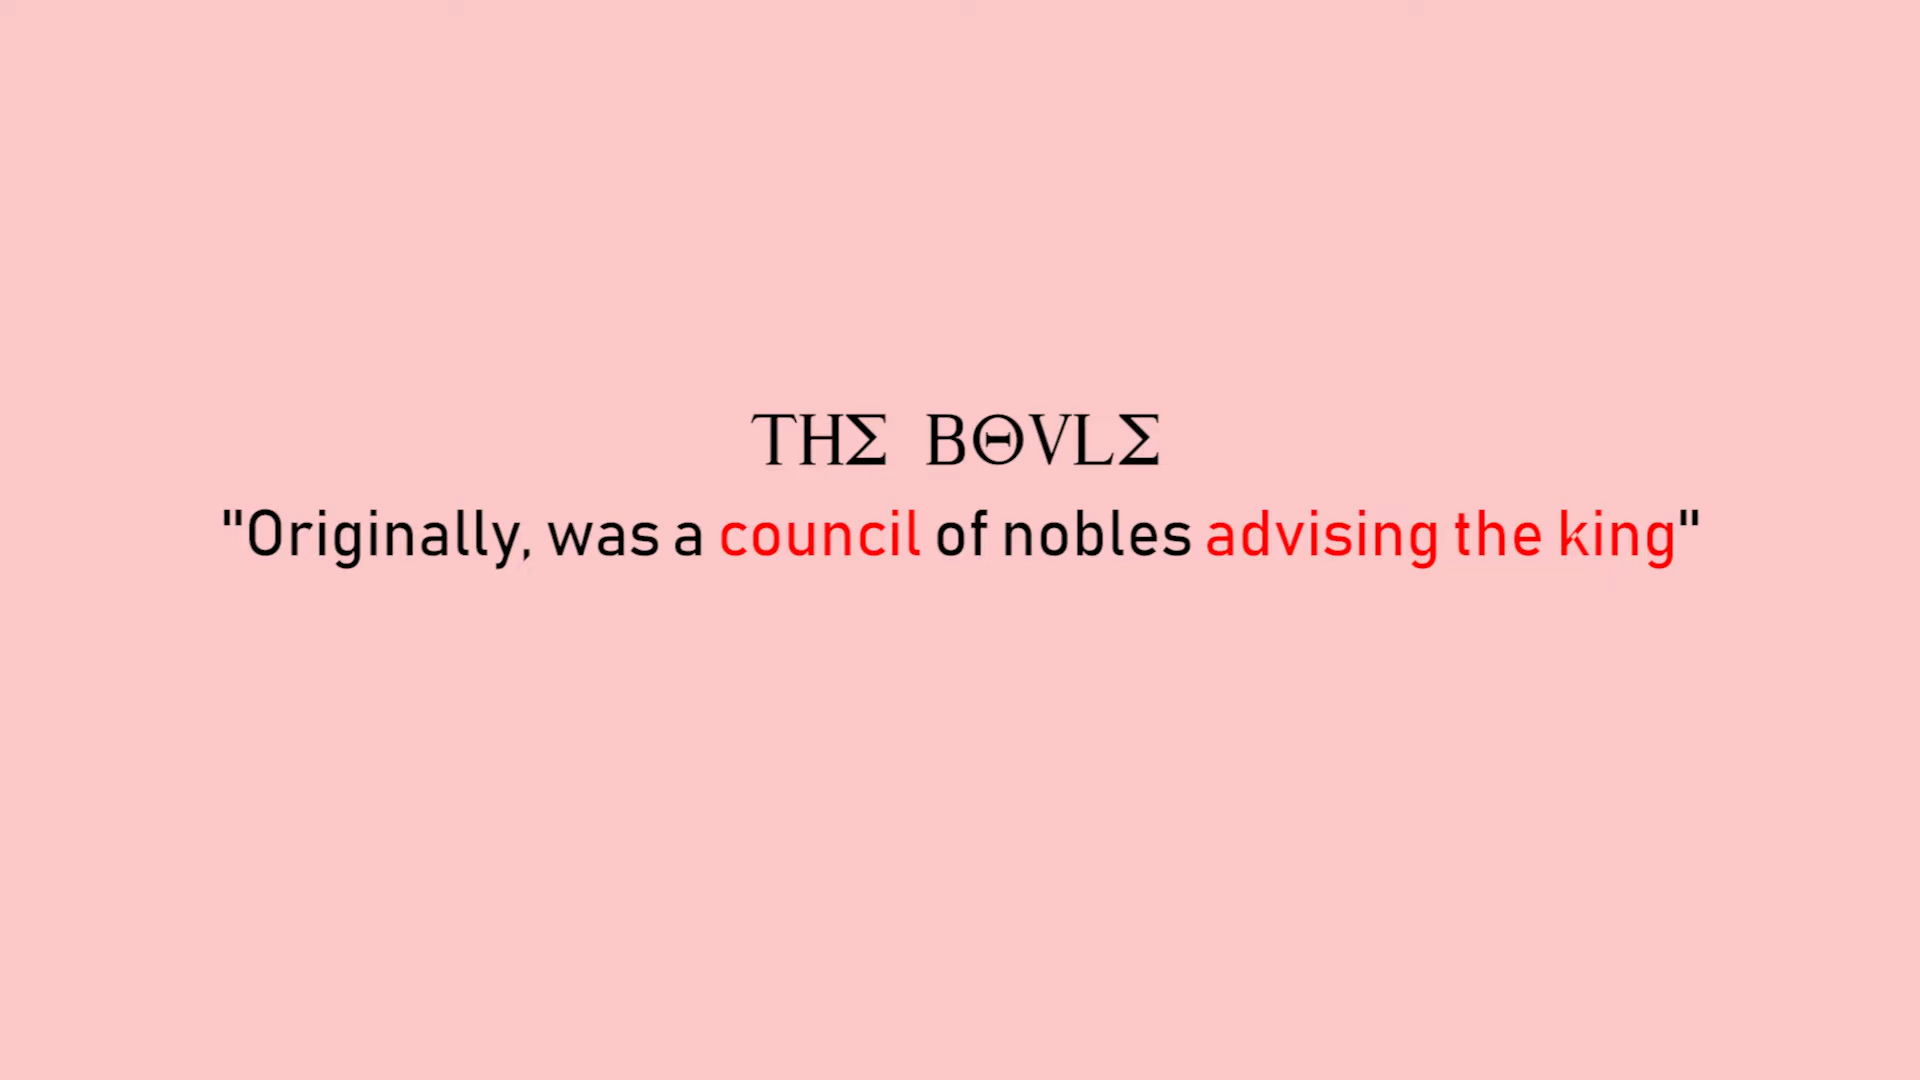 THΣ BΘVLΣ
"Originally, was a council of nobles advising the king"